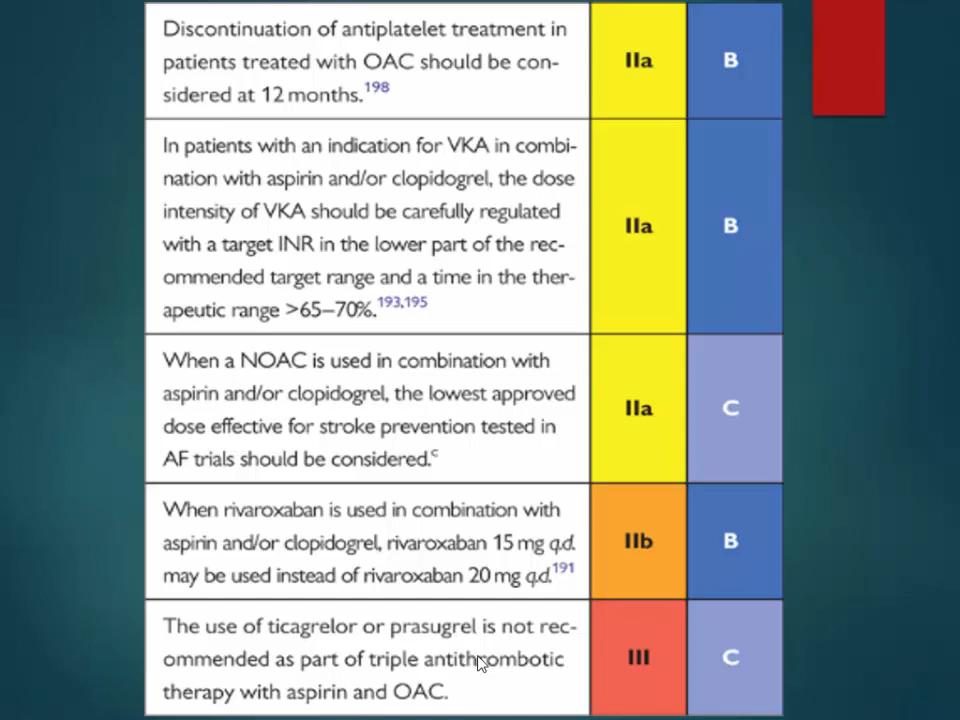 Discontinuation of antiplatelet treatment in
patients treated with OAC should be con-
sidered at 12 months.198
IIa
B
In patients with an indication for VKA in combi-
nation with aspirin and/or clopidogrel, the dose
intensity of VKA should be carefully regulated
with a target INR in the lower part of the rec-
ommended target range and a time in the ther-
apeutic range >65–70%.193,195
IIa
B
When a NOAC is used in combination with
aspirin and/or clopidogrel, the lowest approved
dose effective for stroke prevention tested in
AF trials should be considered.c
IIa
C
When rivaroxaban is used in combination with
aspirin and/or clopidogrel, rivaroxaban 15 mg q.d.
may be used instead of rivaroxaban 20 mg q.d.191
IIb
B
The use of ticagrelor or prasugrel is not rec-
ommended as part of triple antithrombotic
therapy with aspirin and OAC.
III
C